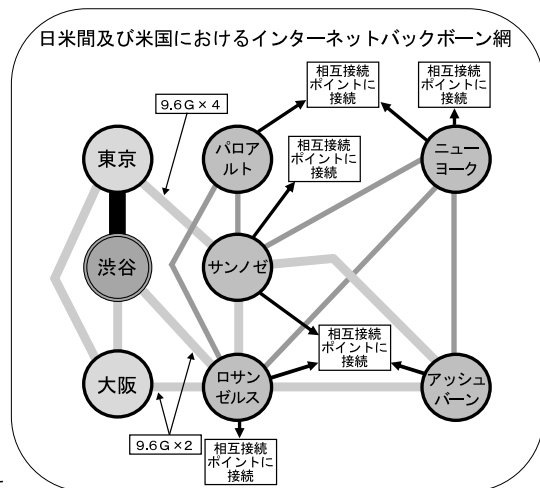 日米間及び米国におけるインターネットバックボーン網
相互接続
ポイントに
接続
相互接続
ポイントに
接続
9.6G×4
東京
パロア
ルト
相互接続
ポイントに
接続
ニュー
ヨーク
渋谷
サンノゼ
相互接続
ポイントに
接続
大阪
ロサン
ゼルス
アッシュ
バーン
9.6G×2
相互接続
ポイントに
接続